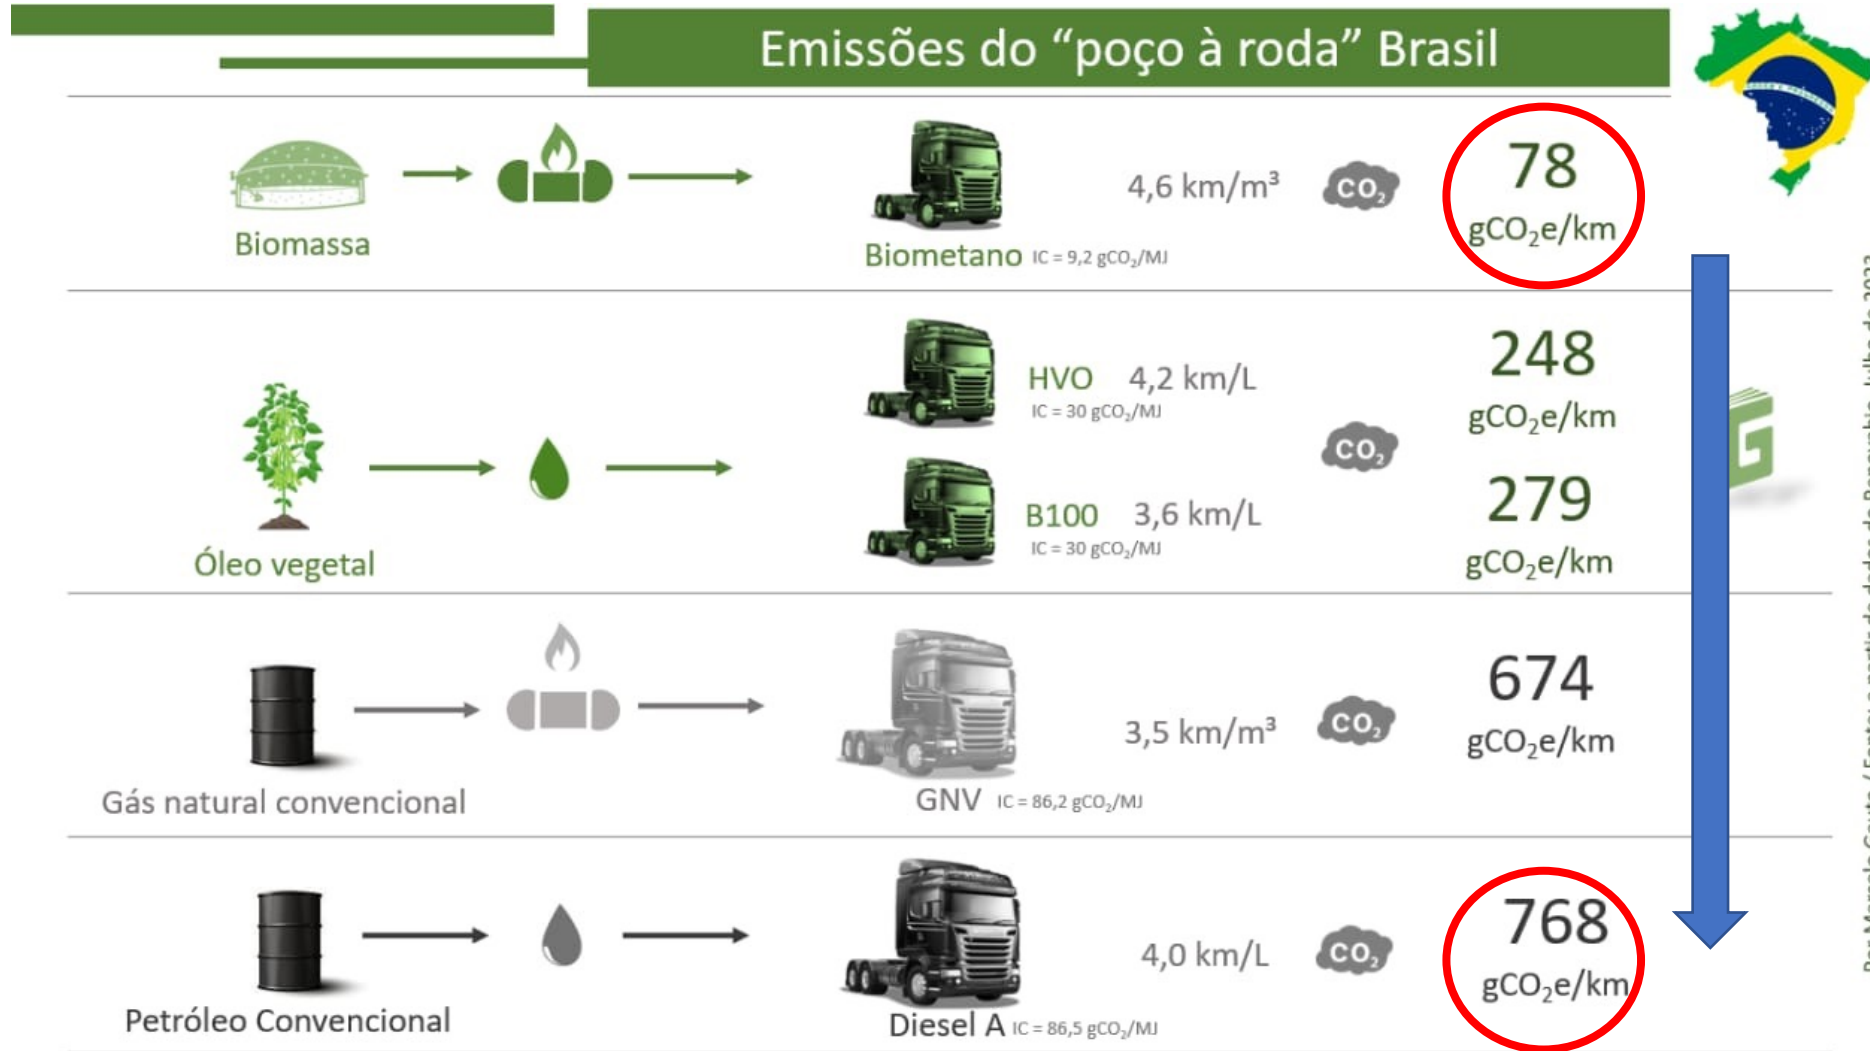 Emissões do “poço à roda” Brasil
Biomassa
Biometano IC = 9,2 gCO₂/MJ
4,6 km/m³
CO₂
78
gCO₂e/km
Óleo vegetal
HVO 4,2 km/L
IC = 30 gCO₂/MJ
B100 3,6 km/L
IC = 30 gCO₂/MJ
CO₂
248
gCO₂e/km
279
gCO₂e/km
G
Gás natural convencional
GNV IC = 86,2 gCO₂/MJ
3,5 km/m³
CO₂
674
gCO₂e/km
Petróleo Convencional
Diesel A IC = 86,5 gCO₂/MJ
4,0 km/L
CO₂
768
gCO₂e/km